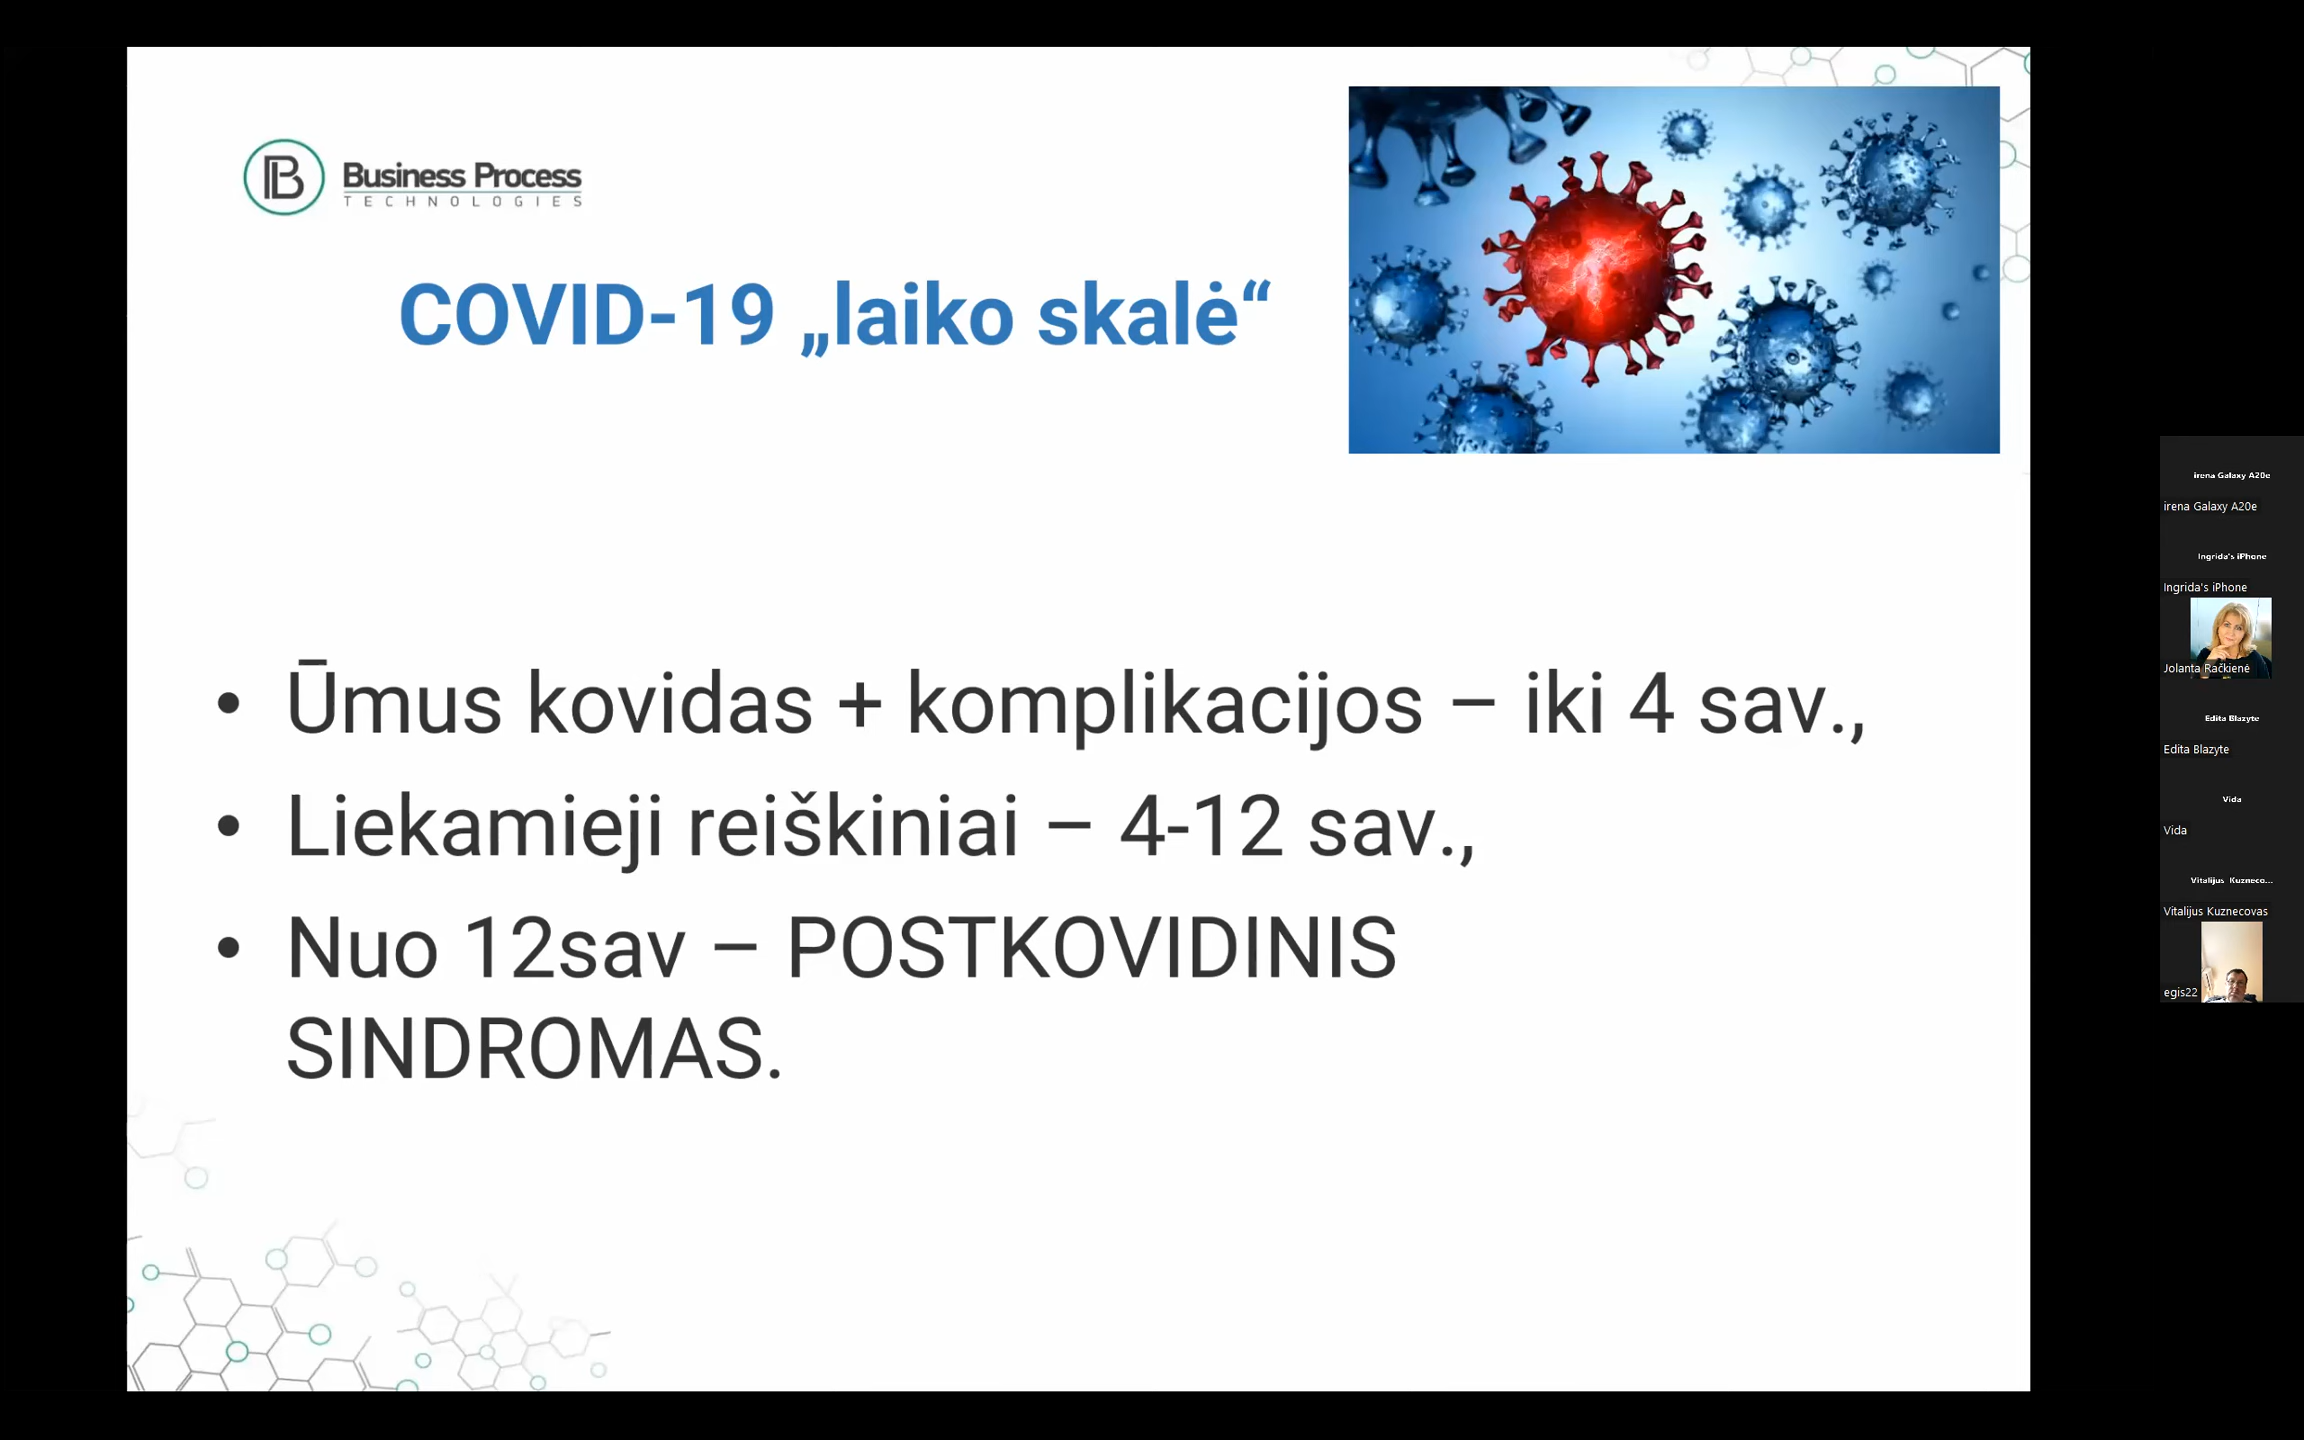 Business Process
TECHNOLOGIES
COVID-19 „laiko skalė“
• Ūmus kovidas + komplikacijos – iki 4 sav.,
• Liekamieji reiškiniai – 4-12 sav.,
• Nuo 12sav – POSTKOVIDINIS
SINDROMAS.
irena Galaxy A20e
irena Galaxy A20e
Ingrida's iPhone
Ingrida's iPhone
Jolanta Račkienė
Edita Blazyte
Edita Blazyte
Vida
Vida
Vitalijus Kuzneco...
Vitalijus Kuznecovas
egis22